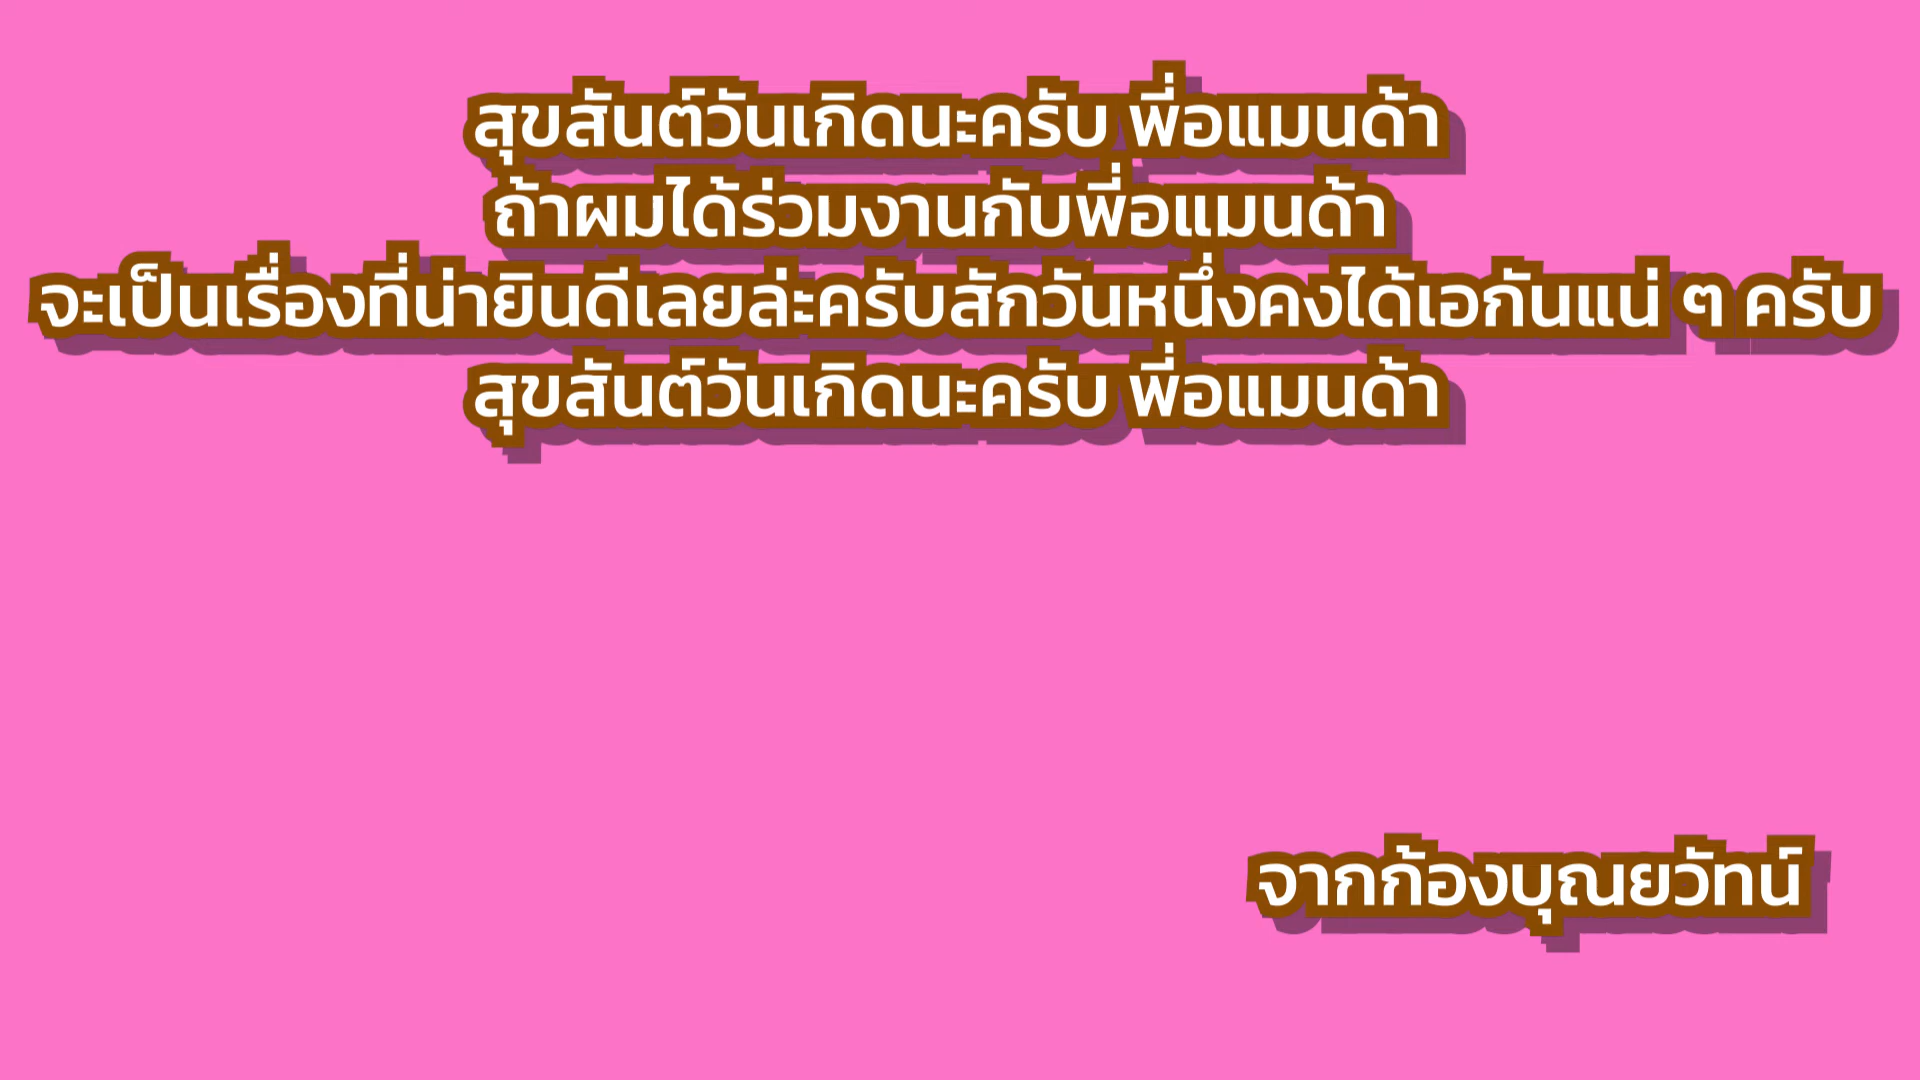 สุขสันต์วันเกิดนะครับ พี่อแมนด้า
ถ้าผมได้ร่วมงานกับพี่อแมนด้า
จะเป็นเรื่องที่น่ายินดีเลยล่ะครับสักวันหนึ่งคงได้เอกันแน่ ๆ ครับ
สุขสันต์วันเกิดนะครับ พี่อแมนด้า
จากก้องบุณยวัทน์